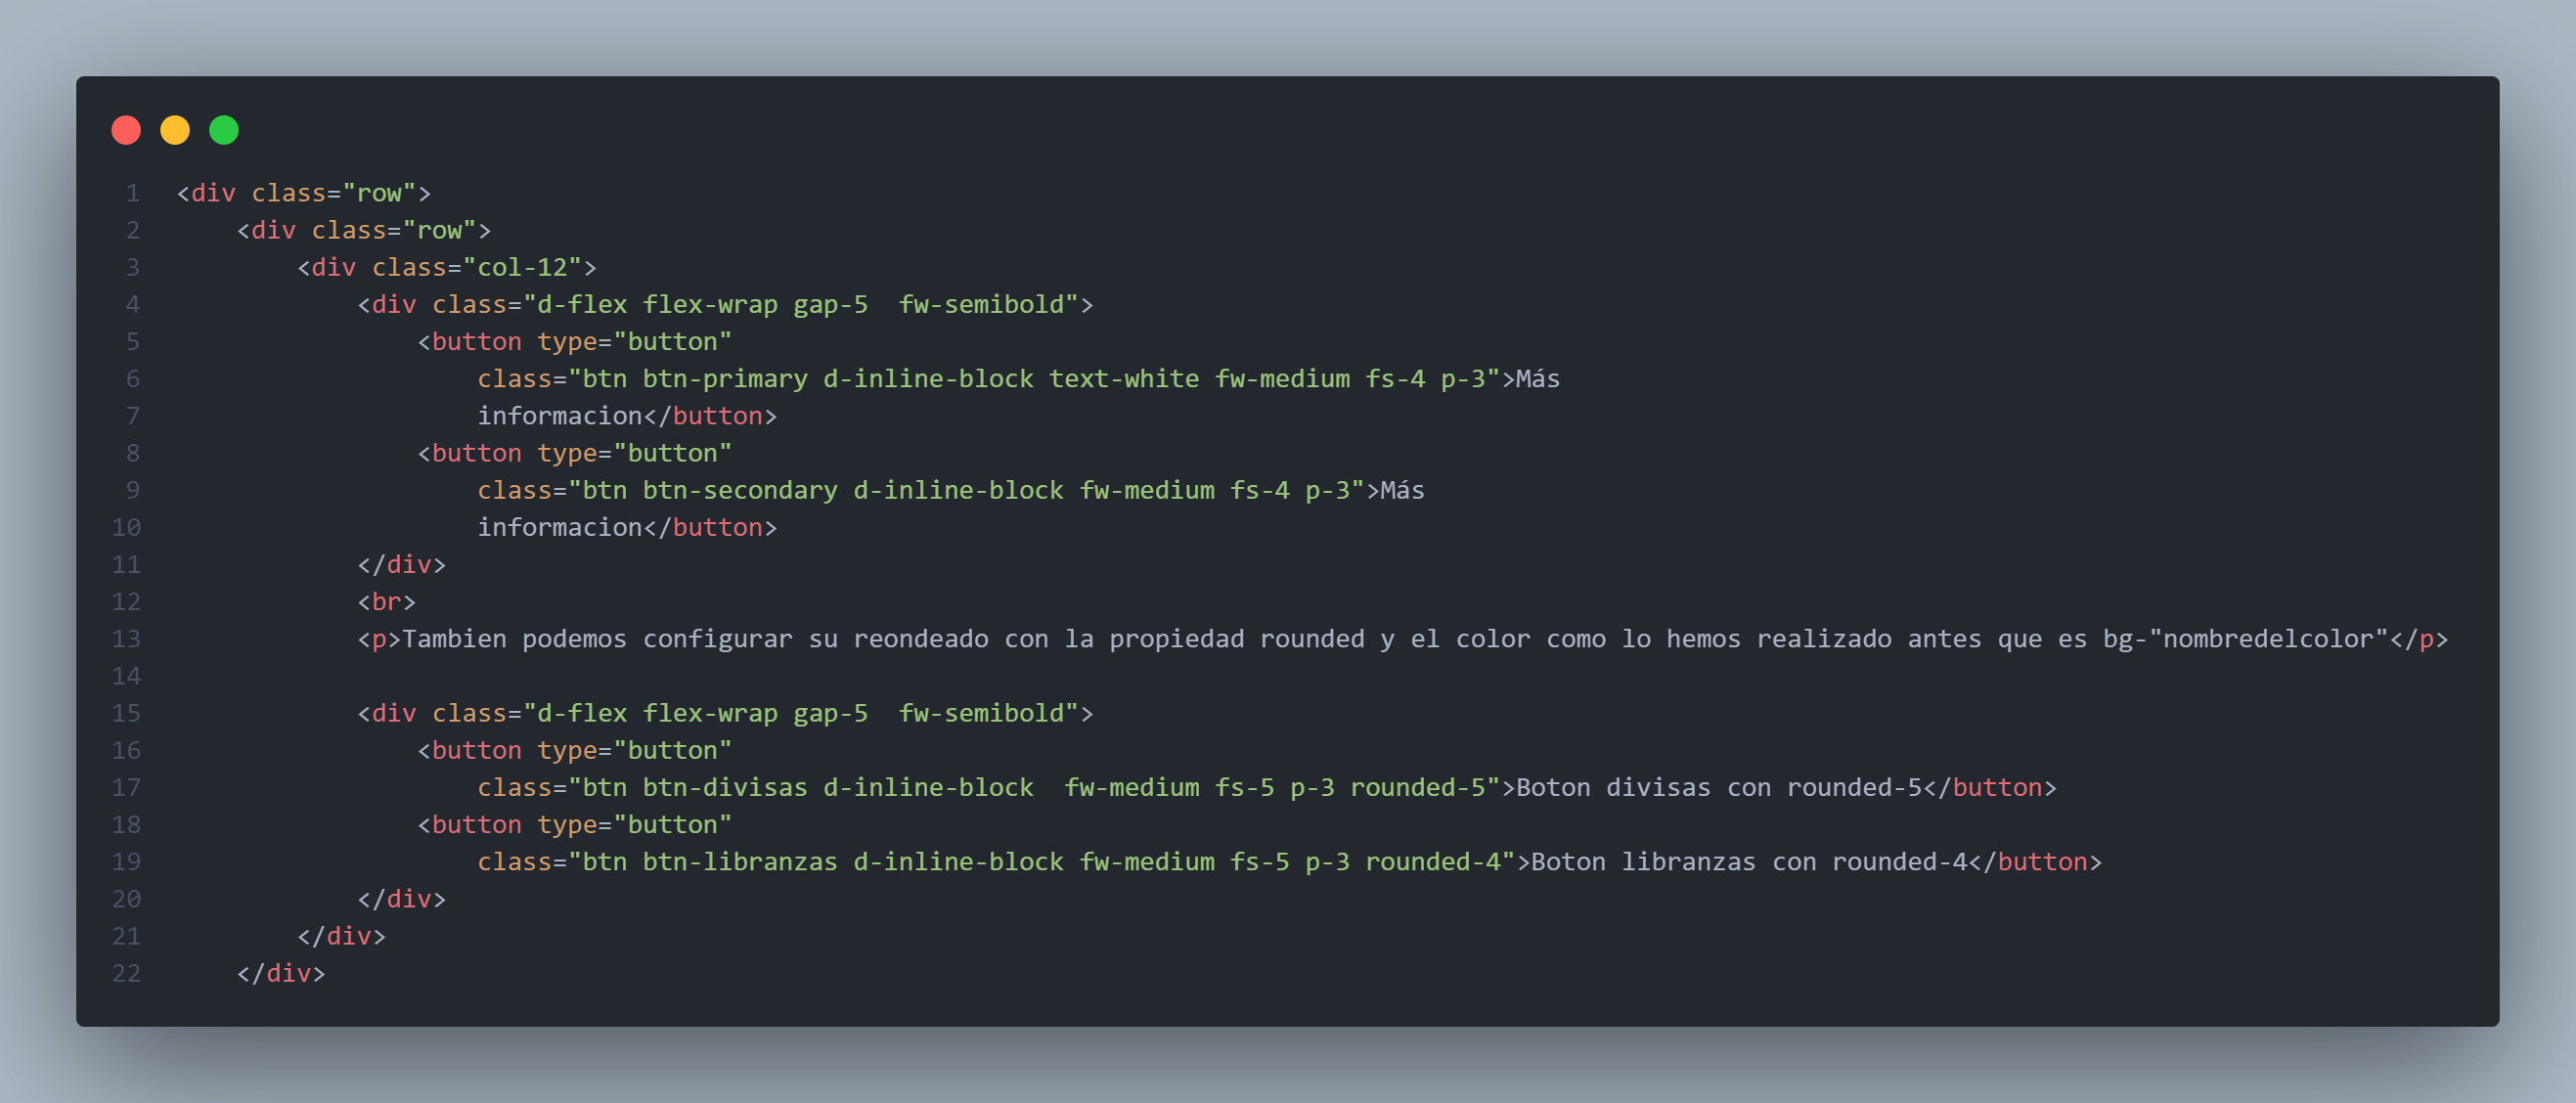 1 <div class="row">
2     <div class="row">
3         <div class="col-12">
4             <div class="d-flex flex-wrap gap-5  fw-semibold">
5                 <button type="button"
6                     class="btn btn-primary d-inline-block text-white fw-medium fs-4 p-3">Más
7                     informacion</button>
8                 <button type="button"
9                     class="btn btn-secondary d-inline-block fw-medium fs-4 p-3">Más
10                     informacion</button>
11             </div>
12             <br>
13             <p>Tambien podemos configurar su reondeado con la propiedad rounded y el color como lo hemos realizado antes que es bg-"nombredelcolor"</p>
14
15             <div class="d-flex flex-wrap gap-5  fw-semibold">
16                 <button type="button"
17                     class="btn btn-divisas d-inline-block  fw-medium fs-5 p-3 rounded-5">Boton divisas con rounded-5</button>
18                 <button type="button"
19                     class="btn btn-libranzas d-inline-block fw-medium fs-5 p-3 rounded-4">Boton libranzas con rounded-4</button>
20             </div>
21         </div>
22     </div>